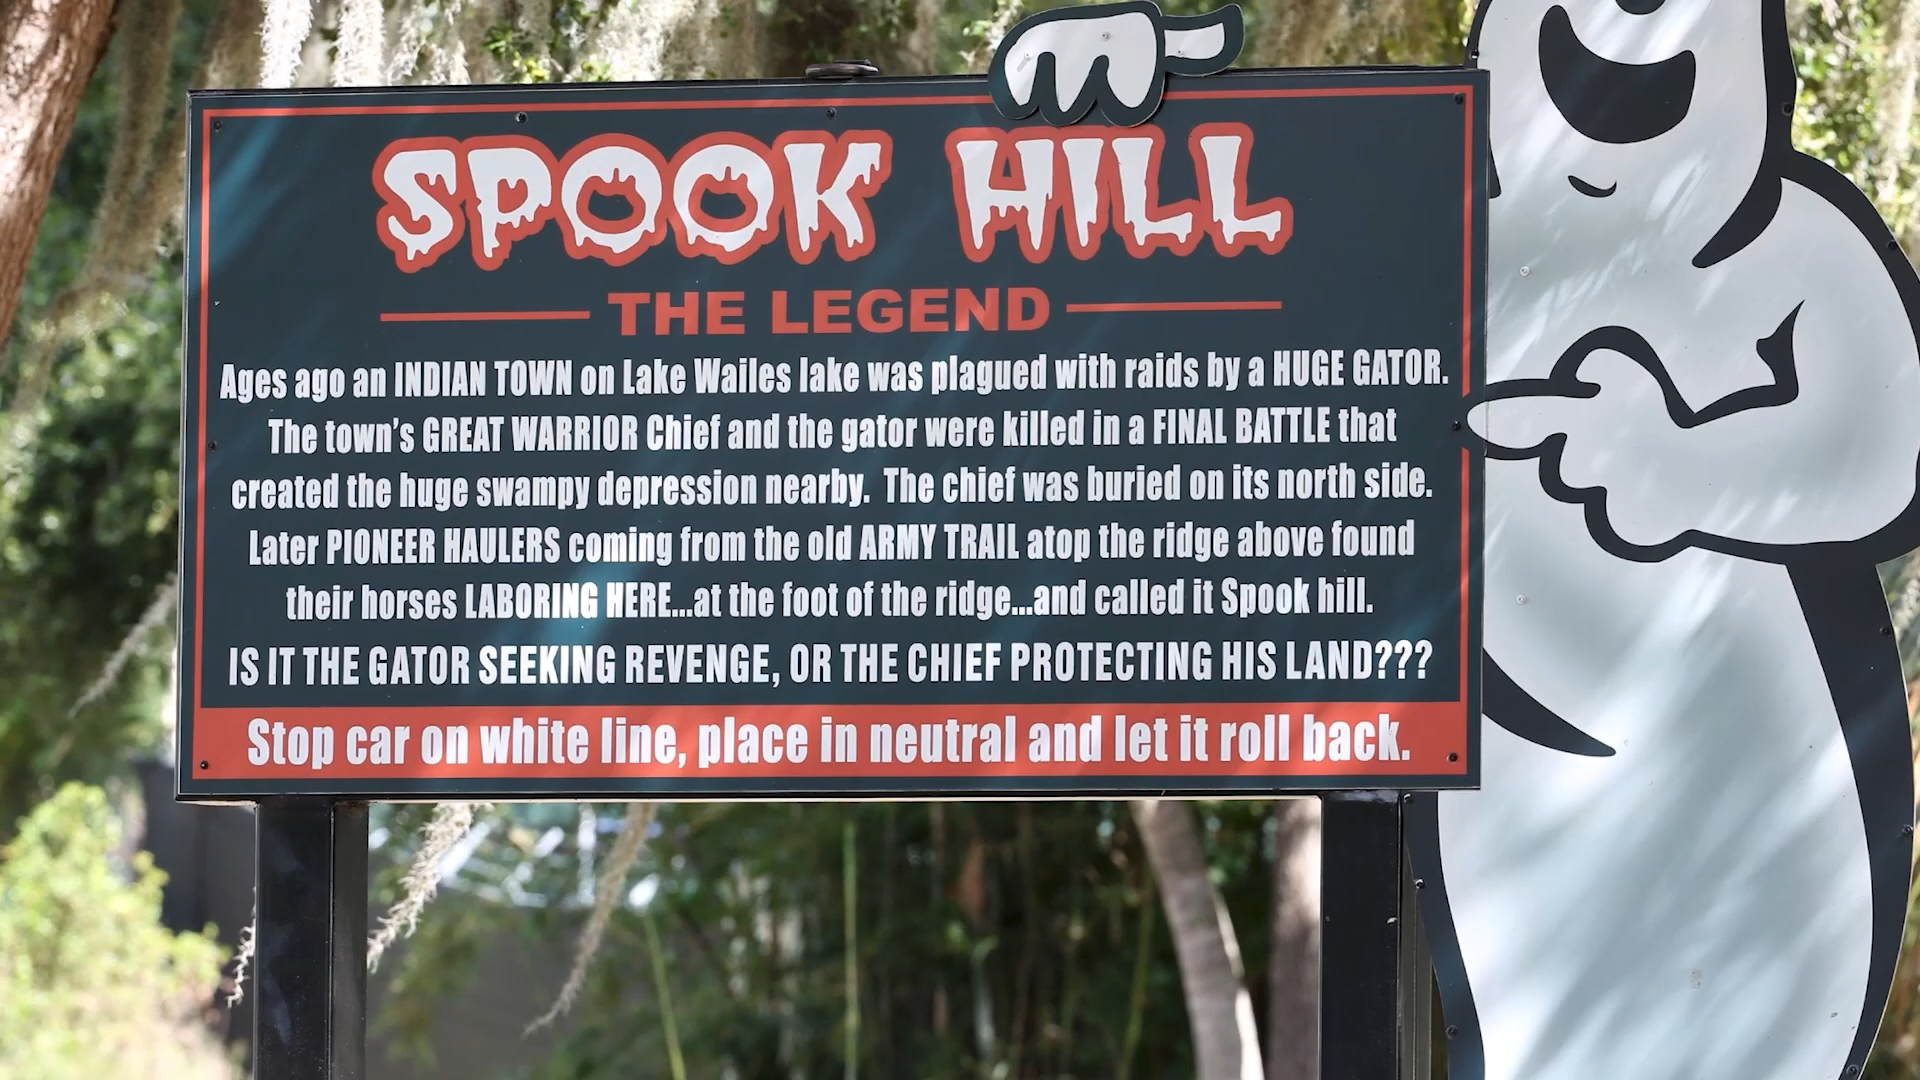 SPOOK HILL
THE LEGEND
Ages ago an INDIAN TOWN on Lake Wailes lake was plagued with raids by a HUGE GATOR.
The town's GREAT WARRIOR Chief and the gator were killed in a FINAL BATTLE that
created the huge swampy depression nearby. The chief was buried on its north side.
Later PIONEER HAULERS coming from the old ARMY TRAIL atop the ridge above found
their horses LABORING HERE...at the foot of the ridge...and called it Spook hill.
IS IT THE GATOR SEEKING REVENGE, OR THE CHIEF PROTECTING HIS LAND???
Stop car on white line, place in neutral and let it roll back.